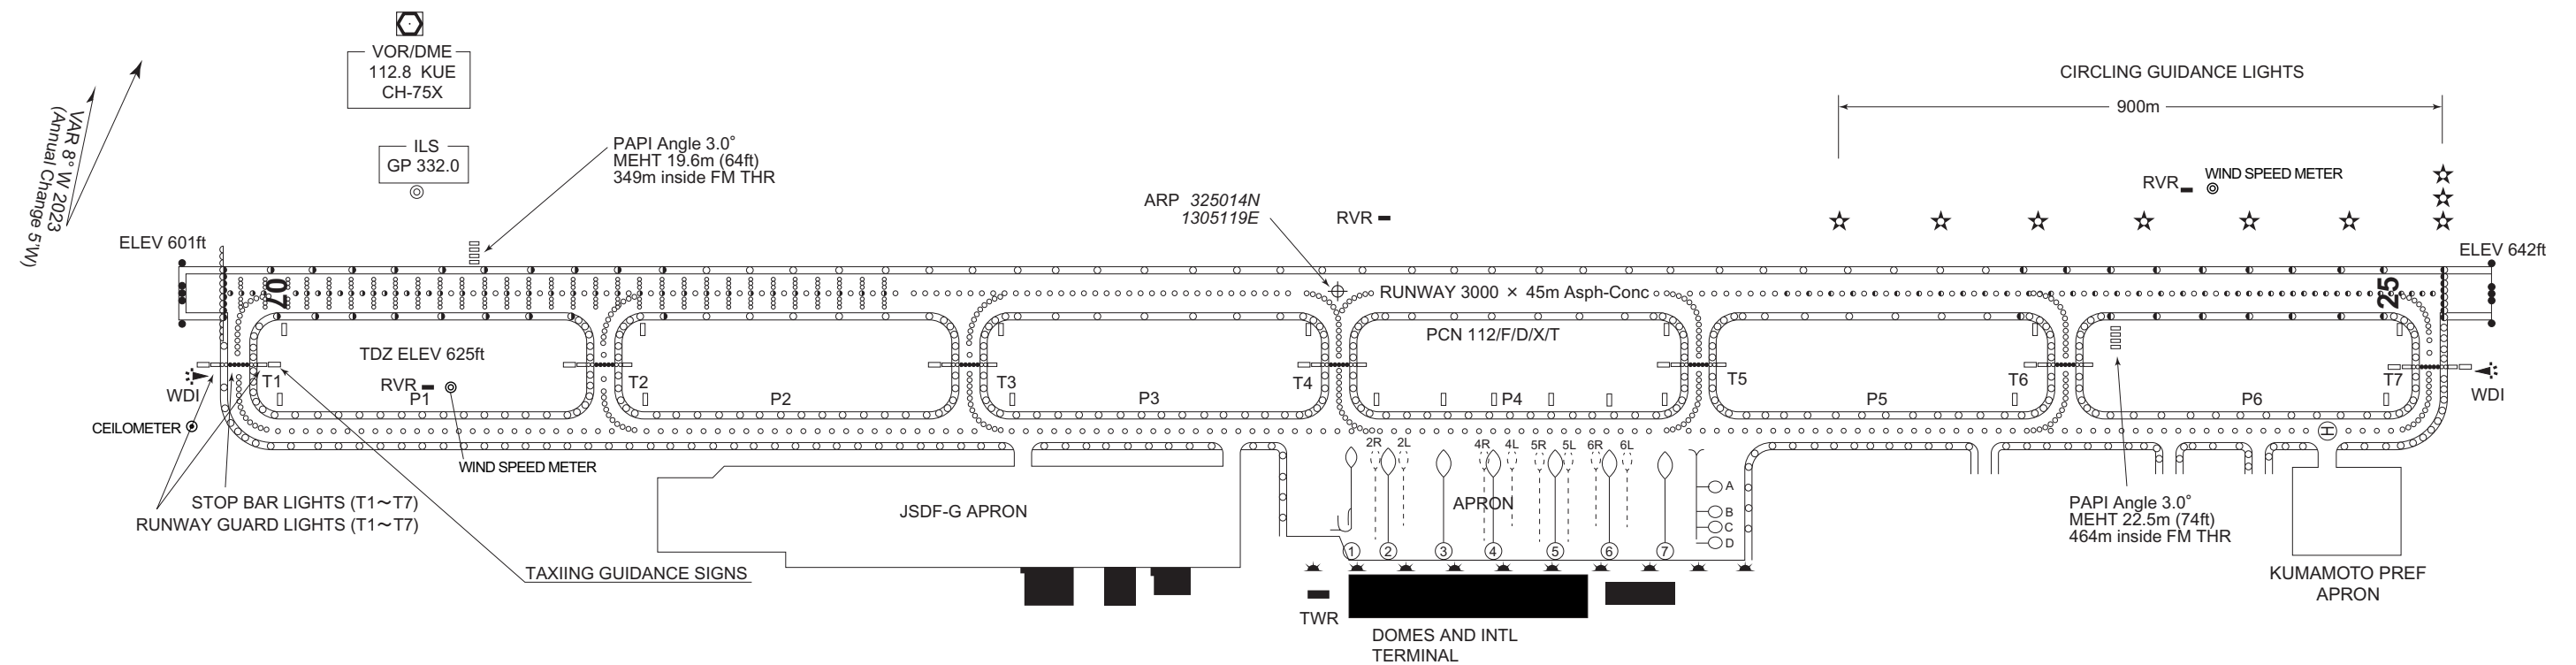 VOR/DME
112.8 KUE
CH-75X
ILS
GP 332.0
VAR 8° W 2023
(Annual Change 5'W)
PAPI Angle 3.0°
MEHT 19.6m (64ft)
349m inside FM THR
CIRCLING GUIDANCE LIGHTS
900m
ARP 325014N
1305119E
RVR
RVR
WIND SPEED METER
ELEV 601ft
ELEV 642ft
07
RUNWAY 3000 × 45m Asph-Conc
25
PCN 112/F/D/X/T
TDZ ELEV 625ft
T1
T2
T3
T4
T5
T6
T7
WDI
RVR
P1
P2
P3
P4
P5
P6
WDI
CEILOMETER
WIND SPEED METER
2R
2L
4R
4L
5R
5L
6R
6L
H
STOP BAR LIGHTS (T1～T7)
RUNWAY GUARD LIGHTS (T1～T7)
JSDF-G APRON
APRON
A
B
C
D
1
2
3
4
5
6
7
PAPI Angle 3.0°
MEHT 22.5m (74ft)
464m inside FM THR
TAXIING GUIDANCE SIGNS
KUMAMOTO PREF
APRON
TWR
DOMES AND INTL
TERMINAL